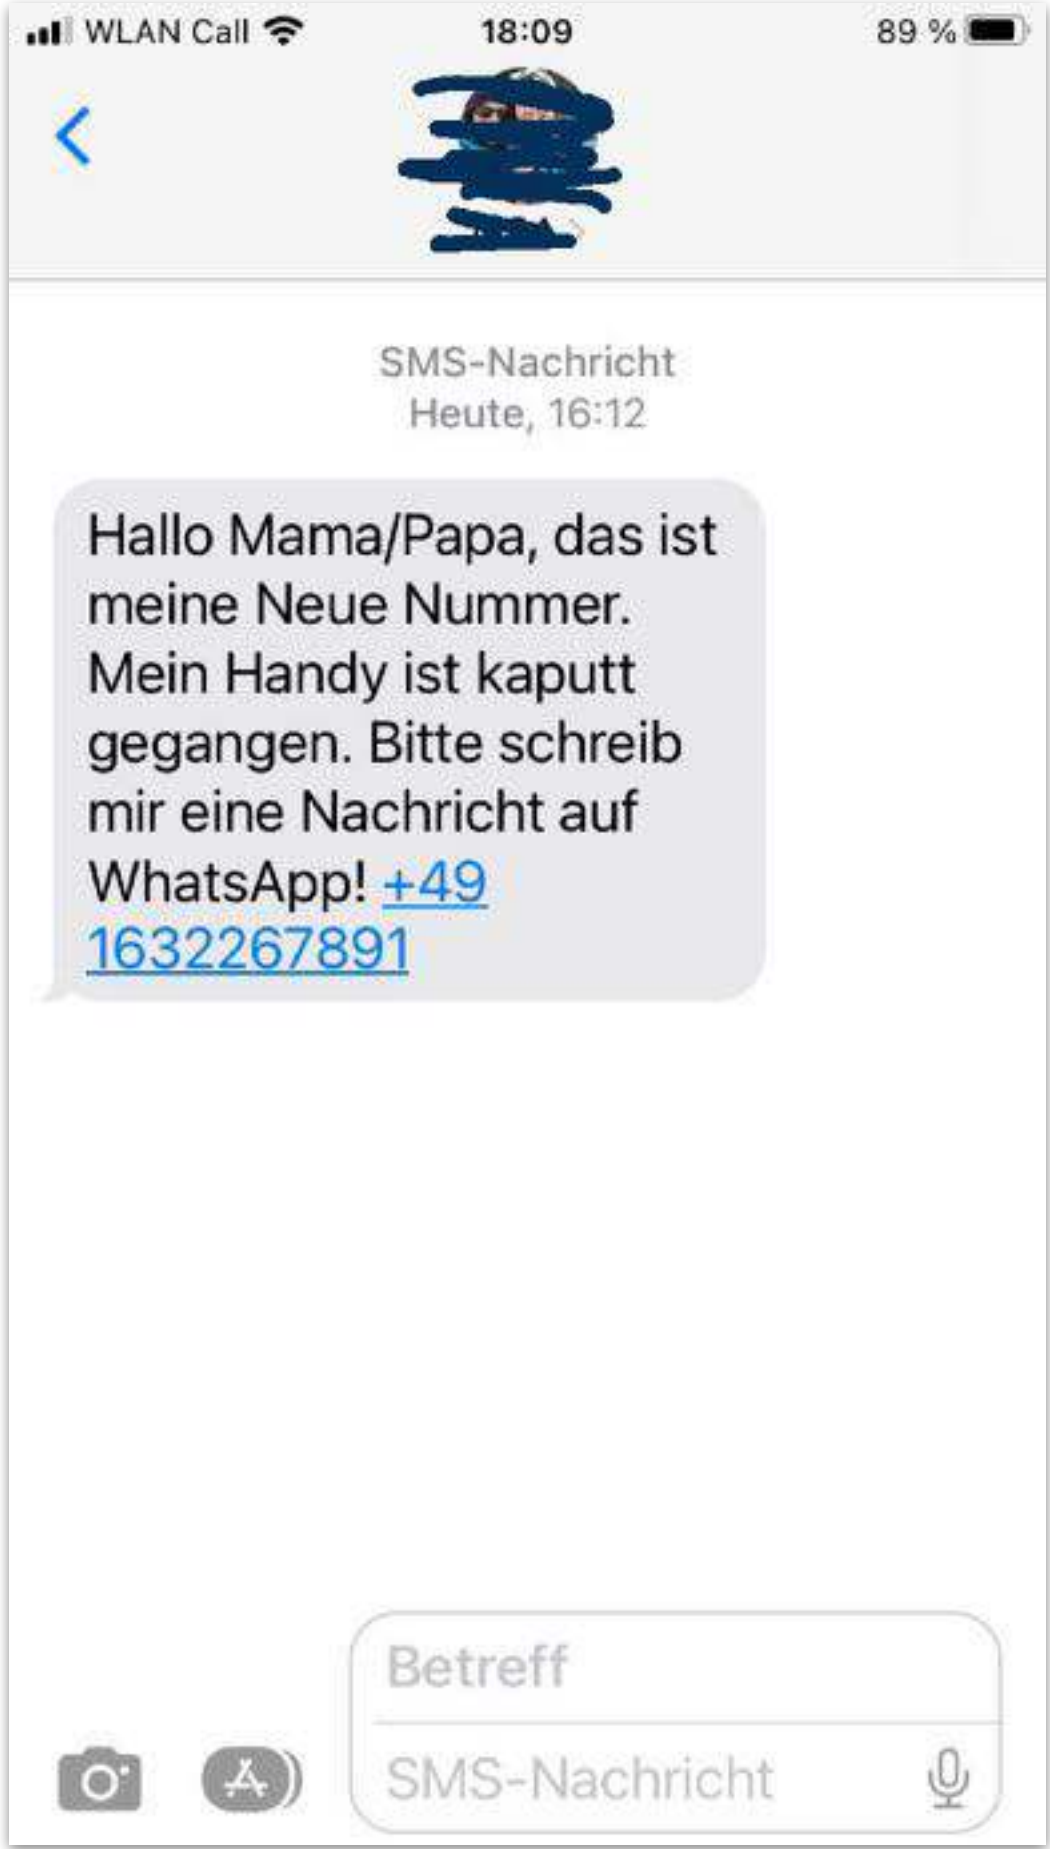 WLAN Call 18:09 89 %
SMS-Nachricht
Heute, 16:12
Hallo Mama/Papa, das ist
meine Neue Nummer.
Mein Handy ist kaputt
gegangen. Bitte schreib
mir eine Nachricht auf
WhatsApp! +49
1632267891
Betreff
SMS-Nachricht